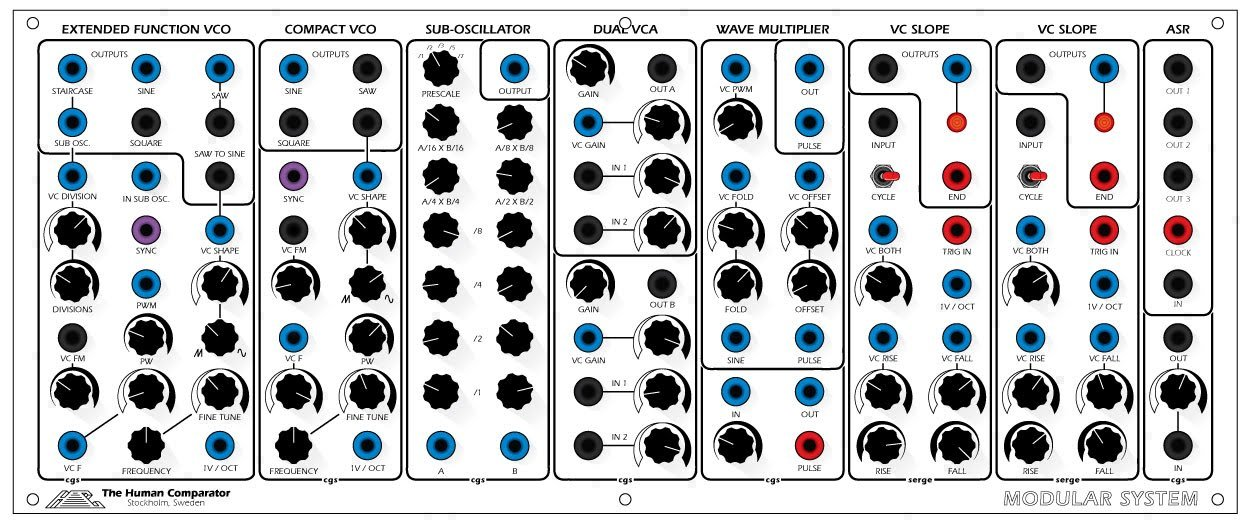 EXTENDED FUNCTION VCO
OUTPUTS
STAIRCASE
SINE
SAW
SUB OSC.
SQUARE
SAW TO SINE
VC DIVISION
IN SUB OSC.
SYNC
VC SHAPE
DIVISIONS
PWM
VC FM
PW
FINE TUNE
VC F
FREQUENCY
1V / OCT
cgs
COMPACT VCO
OUTPUTS
SINE
SAW
SQUARE
SYNC
VC SHAPE
VC FM
VC F
PW
FINE TUNE
FREQUENCY
1V / OCT
cgs
SUB-OSCILLATOR
/1 /2 /3 /5 /7
PRESCALE
OUTPUT
A/16 X B/16
A/8 X B/8
A/4 X B/4
A/2 X B/2
/8
/4
/2
/1
A
B
cgs
DUAL VCA
GAIN
OUT A
VC GAIN
IN 1
IN 2
GAIN
OUT B
VC GAIN
IN 1
IN 2
cgs
WAVE MULTIPLIER
VC PWM
OUT
PULSE
VC FOLD
VC OFFSET
FOLD
OFFSET
SINE
PULSE
IN
OUT
PULSE
cgs
VC SLOPE
OUTPUTS
INPUT
CYCLE
END
VC BOTH
TRIG IN
1V / OCT
VC RISE
VC FALL
RISE
FALL
serge
VC SLOPE
OUTPUTS
INPUT
CYCLE
END
VC BOTH
TRIG IN
1V / OCT
VC RISE
VC FALL
RISE
FALL
serge
ASR
OUT 1
OUT 2
OUT 3
CLOCK
IN
OUT
IN
cgs
The Human Comparator
Stockholm, Sweden
MODULAR SYSTEM